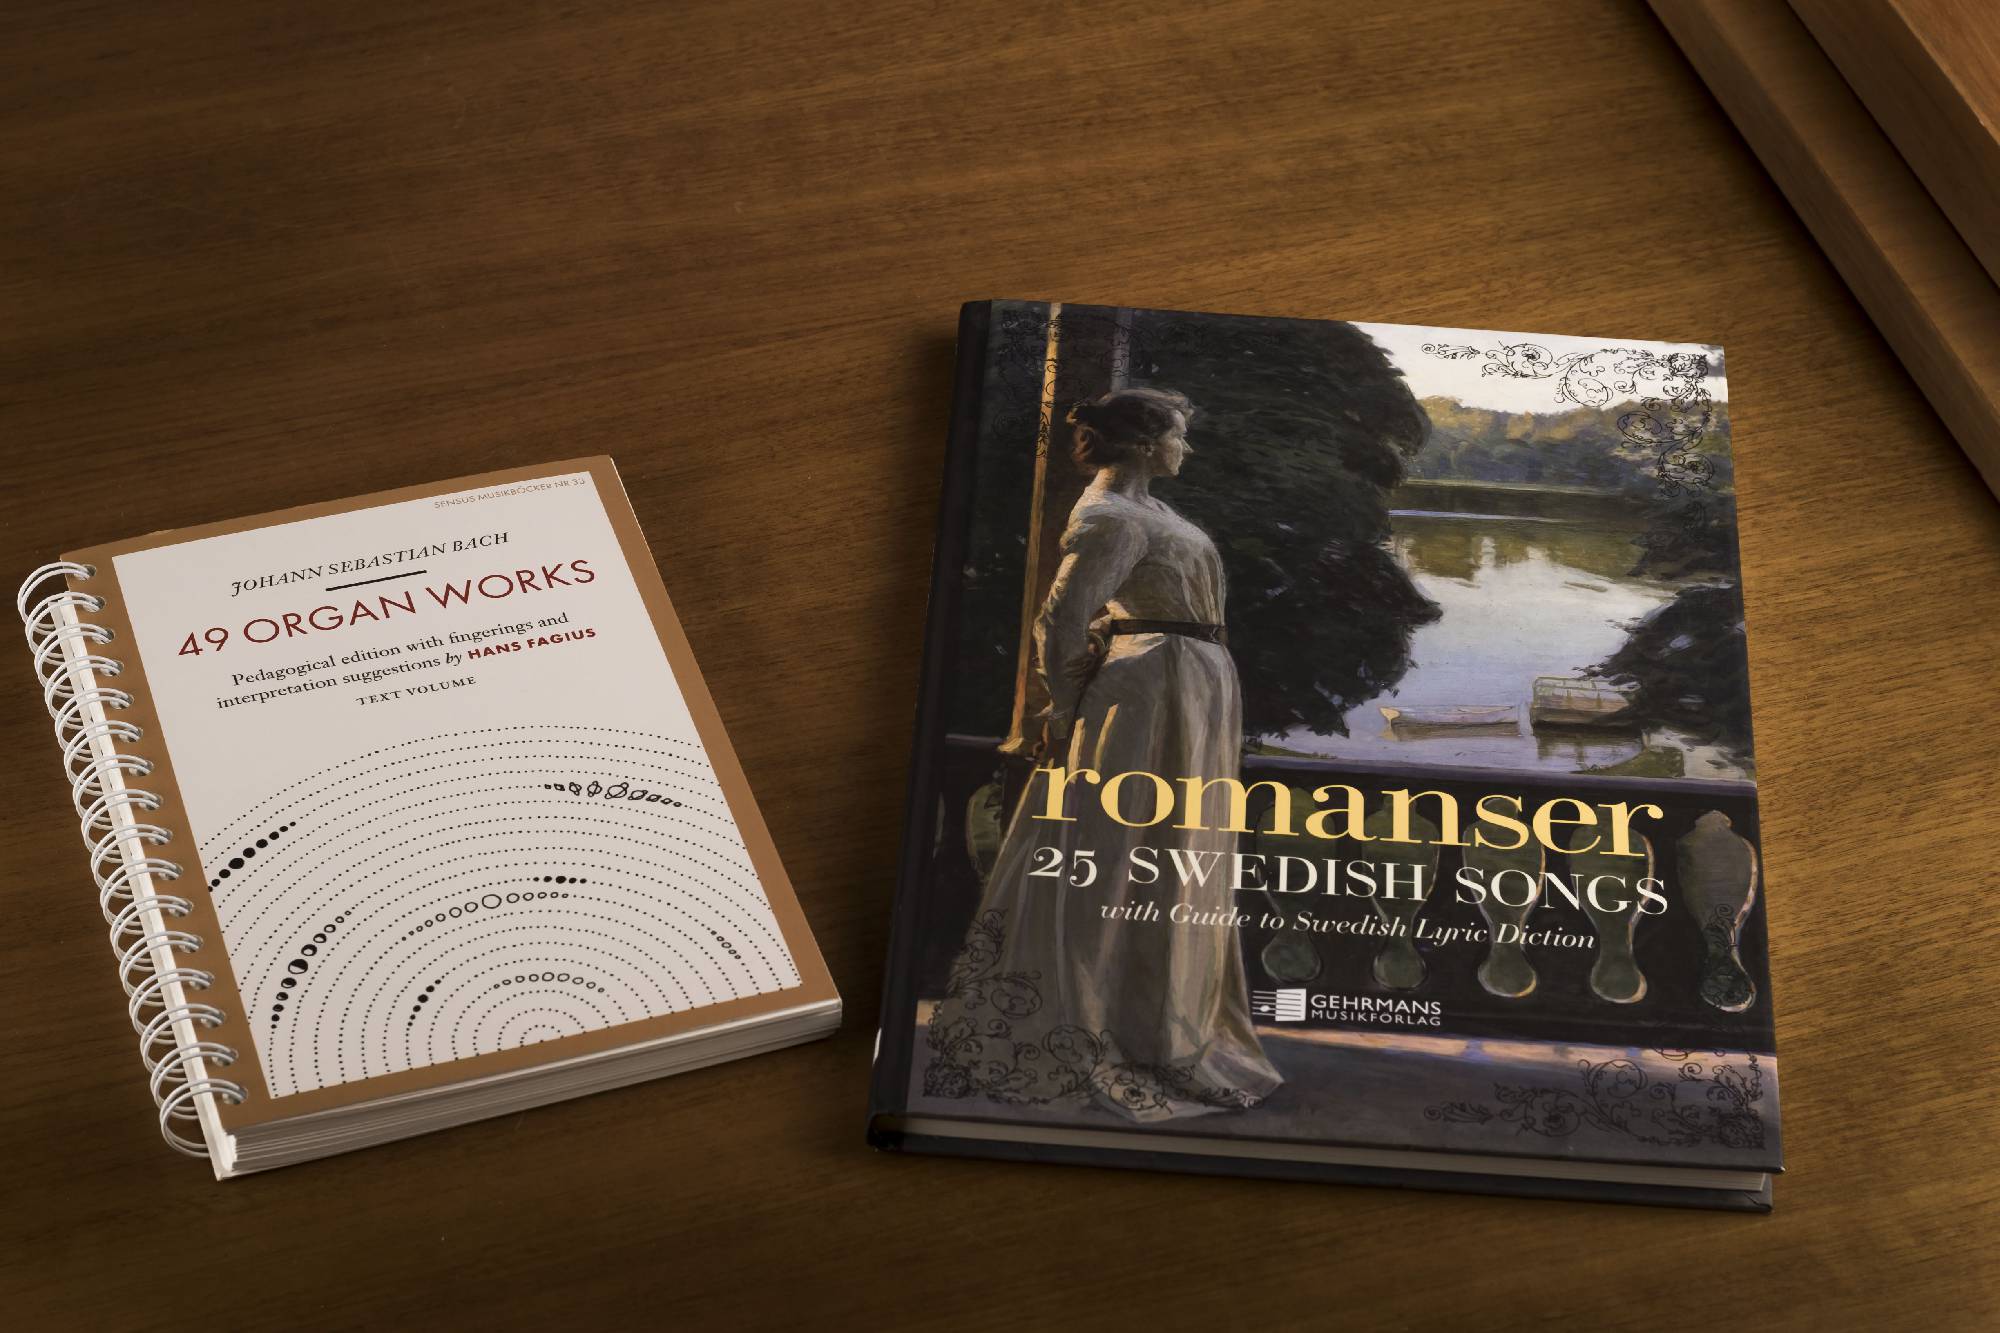 SENSUS MUSIKBÖCKER NR 33
JOHANN SEBASTIAN BACH
49 ORGAN WORKS
Pedagogical edition with fingerings and
interpretation suggestions by HANS FAGIUS
TEXT VOLUME
romanser
25 SWEDISH SONGS
with Guide to Swedish Lyric Diction
GEHRMANS
MUSIKFÖRLAG